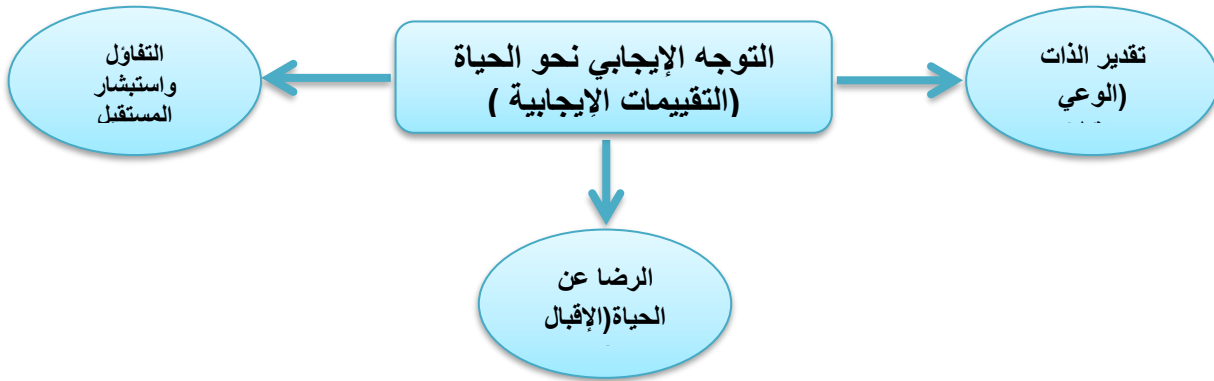 التوجه الإيجابي نحو الحياة
(التقييمات الإيجابية )
تقدير الذات
(الوعي
التفاؤل
واستبشار
المستقبل
الرضا عن
الحياة(الإقبال